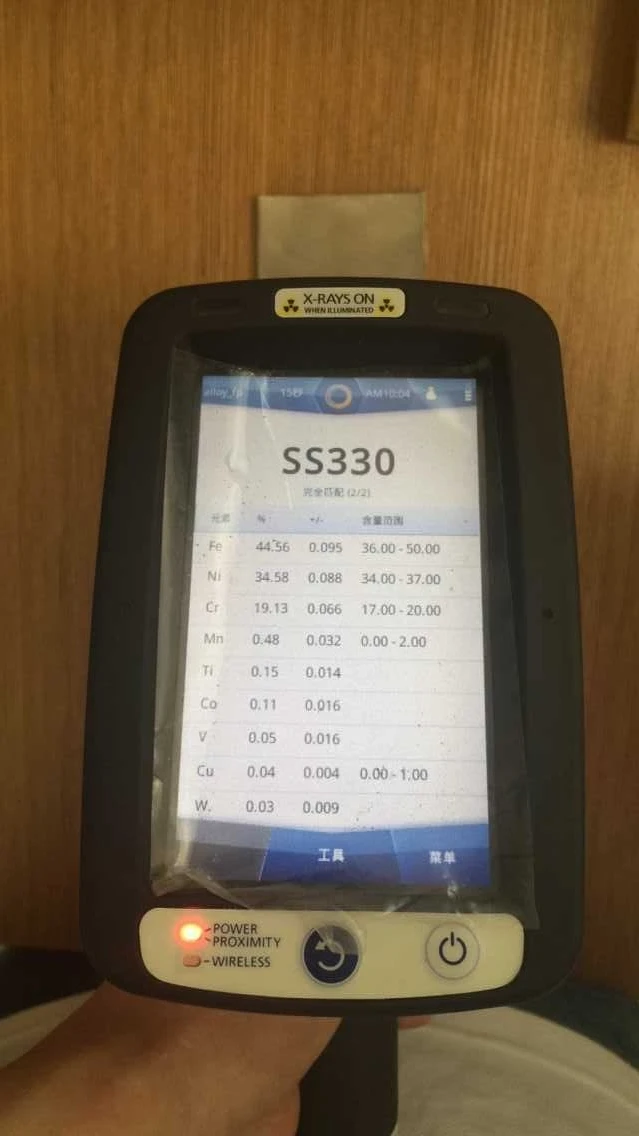 X-RAYS ON
WHEN ILLUMINATED
alloy_fp 15秒 AM10:04
SS330
完全匹配 (2/2)
元素 % +/- 含量范围
Fe 44.56 0.095 36.00 - 50.00
Ni 34.58 0.088 34.00 - 37.00
Cr 19.13 0.066 17.00 - 20.00
Mn 0.48 0.032 0.00 - 2.00
Ti 0.15 0.014
Co 0.11 0.016
V 0.05 0.016
Cu 0.04 0.004 0.00 - 1.00
W. 0.03 0.009
工具 菜单
POWER
PROXIMITY
WIRELESS